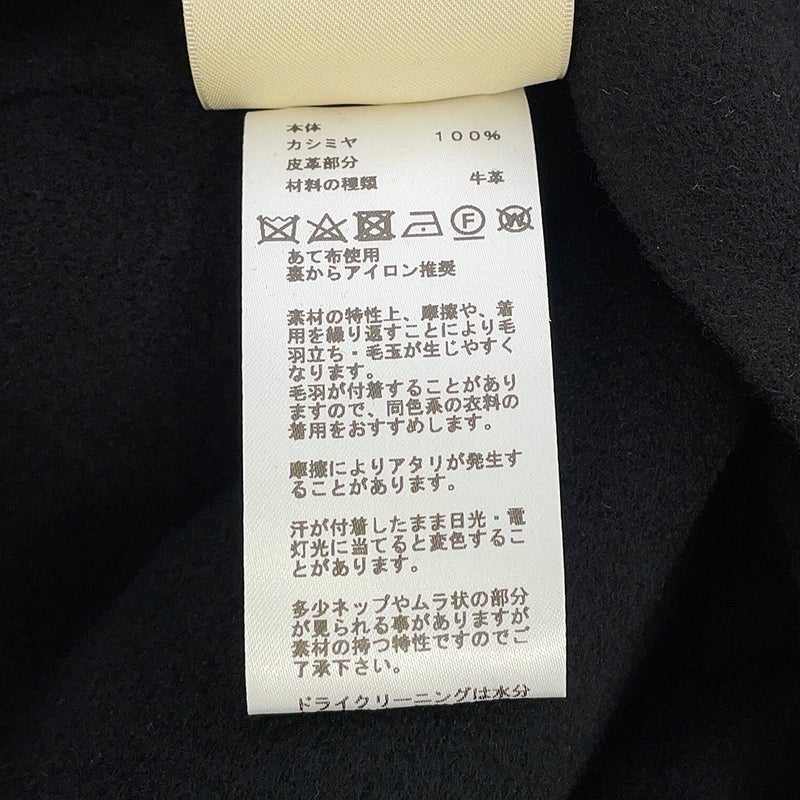 本体
カシミヤ 100%
皮革部分
材料の種類 牛革
F W
あて布使用
裏からアイロン推奨
素材の特性上、摩擦や、着
用を繰り返すことにより毛
羽立ち・毛玉が生じやすく
なります。
毛羽が付着することがあり
ますので、同色系の衣料の
着用をおすすめします。
摩擦によりアタリが発生す
ることがあります。
汗が付着したまま日光・電
灯光に当てると変色するこ
とがあります。
多少ネップやムラ状の部分
が見られる事がありますが
素材の持つ特性ですのでご
了承下さい。
ドライクリーニングは水分